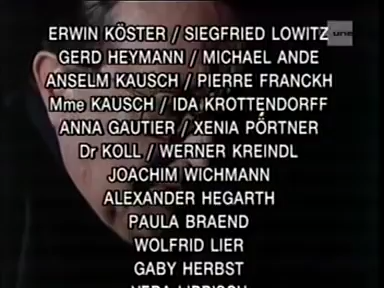 ERWIN KÖSTER / SIEGFRIED LOWITZ
GERD HEYMANN / MICHAEL ANDE
ANSELM KAUSCH / PIERRE FRANCKH
Mme KAUSCH / IDA KROTTENDORFF
ANNA GAUTIER / XENIA PÖRTNER
Dr KOLL / WERNER KREINDL
JOACHIM WICHMANN
ALEXANDER HEGARTH
PAULA BRAEND
WOLFRID LIER
GABY HERBST